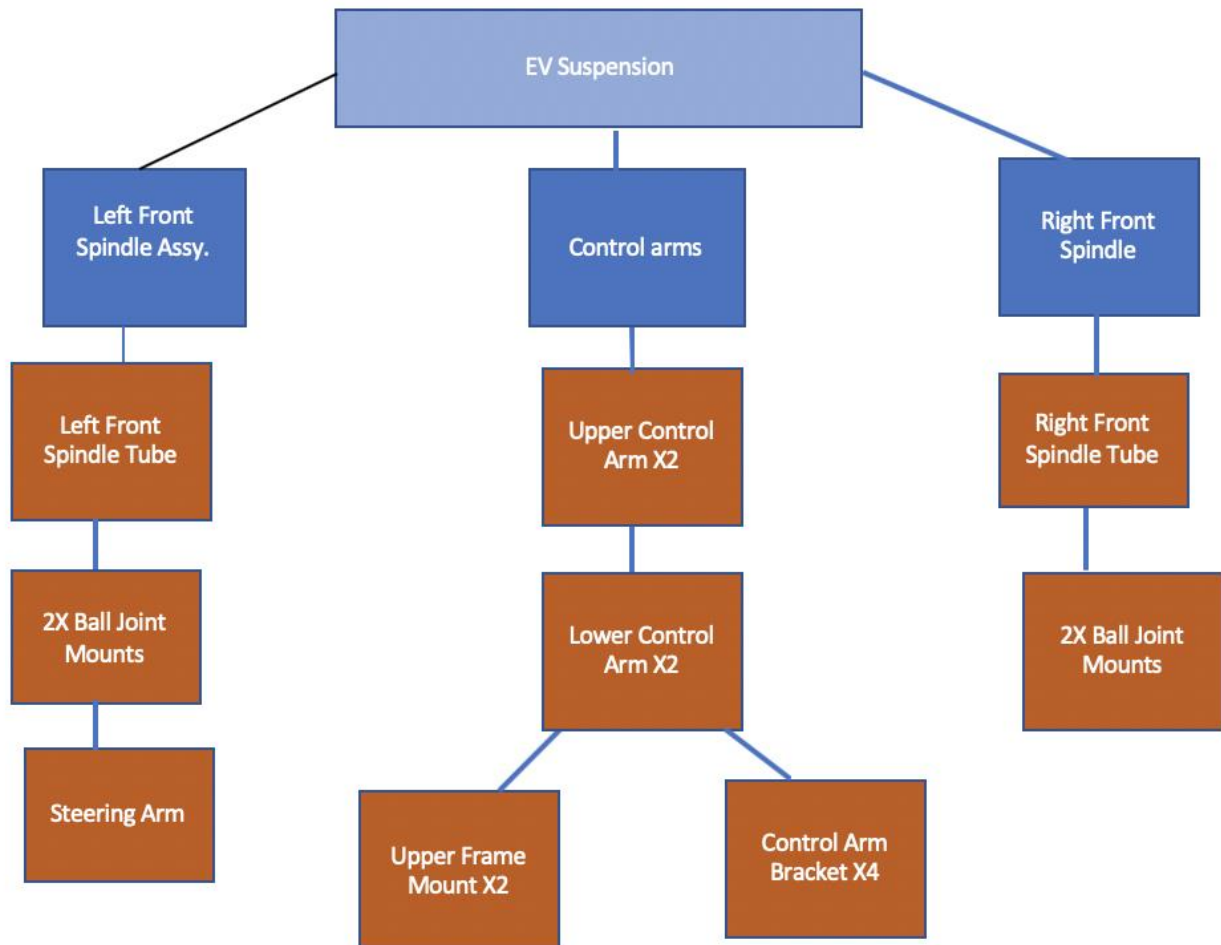 EV Suspension
Left Front
Spindle Assy.
Control arms
Right Front
Spindle
Left Front
Spindle Tube
Upper Control
Arm X2
Right Front
Spindle Tube
2X Ball Joint
Mounts
Lower Control
Arm X2
2X Ball Joint
Mounts
Steering Arm
Upper Frame
Mount X2
Control Arm
Bracket X4